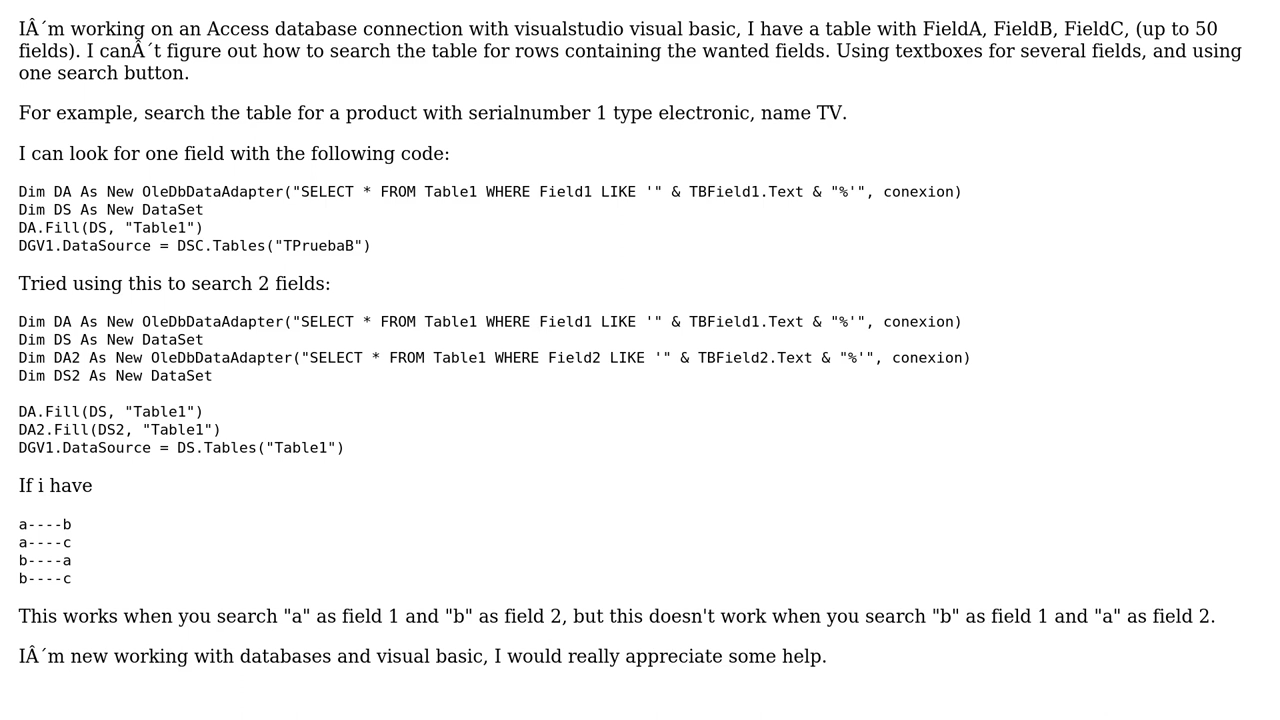 IÂ´m working on an Access database connection with visualstudio visual basic, I have a table with FieldA, FieldB, FieldC, (up to 50
fields). I canÂ´t figure out how to search the table for rows containing the wanted fields. Using textboxes for several fields, and using
one search button.
For example, search the table for a product with serialnumber 1 type electronic, name TV.
I can look for one field with the following code:
Dim DA As New OleDbDataAdapter("SELECT * FROM Table1 WHERE Field1 LIKE '" & TBField1.Text & "%'", conexion)
Dim DS As New DataSet
DA.Fill(DS, "Table1")
DGV1.DataSource = DSC.Tables("TPruebaB")
Tried using this to search 2 fields:
Dim DA As New OleDbDataAdapter("SELECT * FROM Table1 WHERE Field1 LIKE '" & TBField1.Text & "%'", conexion)
Dim DS As New DataSet
Dim DA2 As New OleDbDataAdapter("SELECT * FROM Table1 WHERE Field2 LIKE '" & TBField2.Text & "%'", conexion)
Dim DS2 As New DataSet
DA.Fill(DS, "Table1")
DA2.Fill(DS2, "Table1")
DGV1.DataSource = DS.Tables("Table1")
If i have
a----b
a----c
b----a
b----c
This works when you search "a" as field 1 and "b" as field 2, but this doesn't work when you search "b" as field 1 and "a" as field 2.
IÂ´m new working with databases and visual basic, I would really appreciate some help.